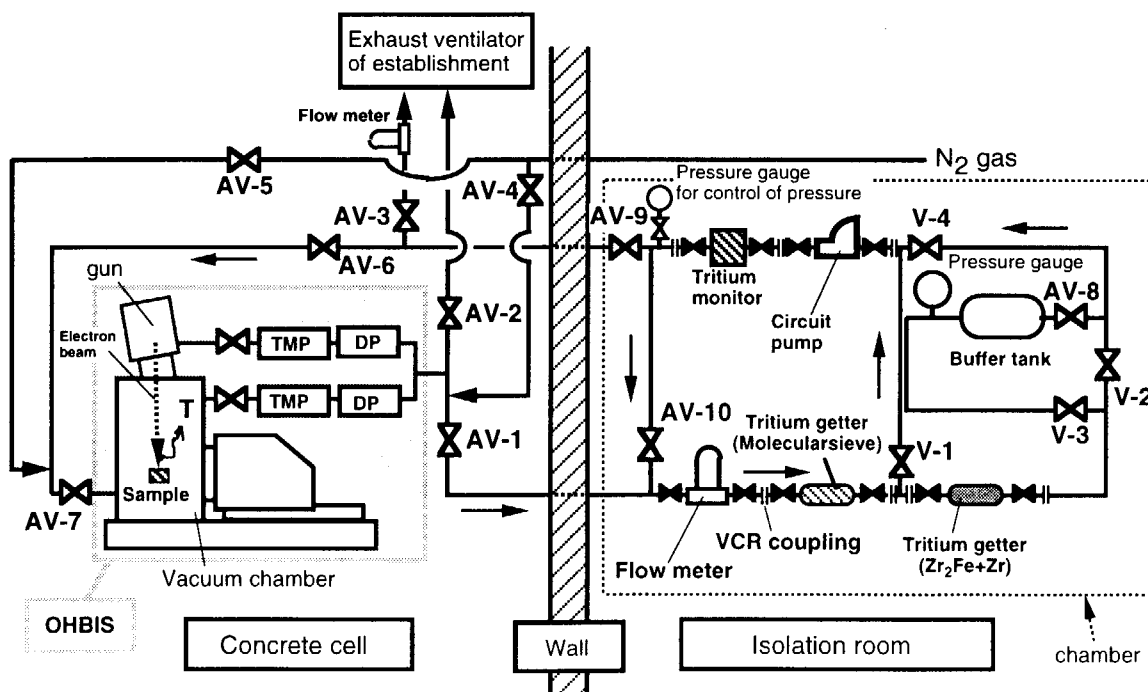 Exhaust ventilator
of establishment
Flow meter
N2 gas
AV-5
AV-4
Pressure gauge
for control of pressure
AV-3
AV-9
V-4
AV-6
gun
Tritium
monitor
Pressure gauge
AV-8
Electron
beam
TMP
DP
AV-2
Circuit
pump
Buffer tank
V-2
T
TMP
DP
AV-10
Tritium getter
(Molecularsieve)
V-3
AV-1
V-1
Sample
AV-7
VCR coupling
Tritium getter
(Zr2Fe+Zr)
Flow meter
Vacuum chamber
OHBIS
Concrete cell
Wall
Isolation room
chamber